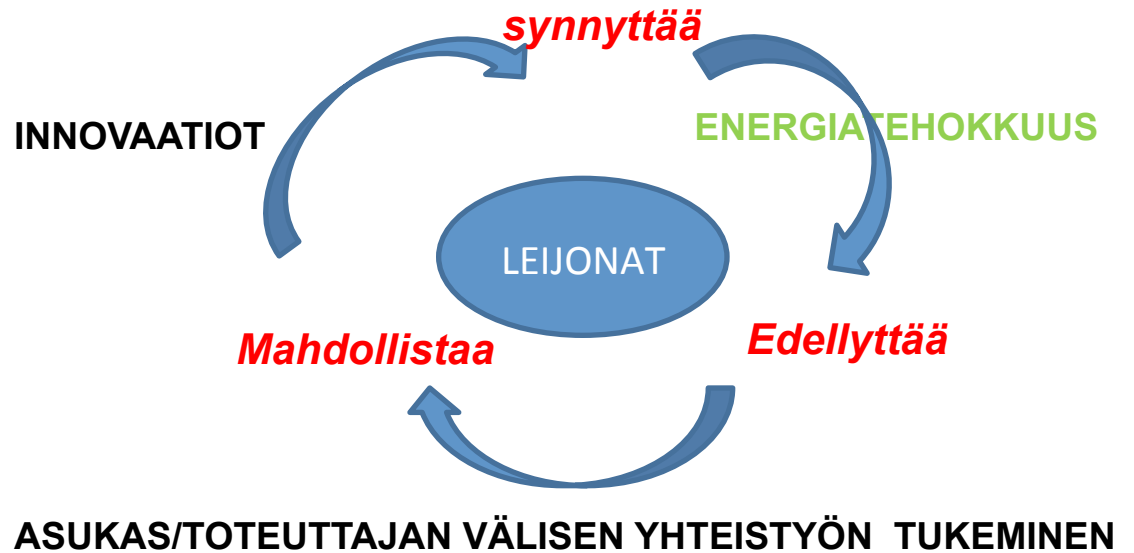 synnyttää
INNOVAATIOT
ENERGIATEHOKKUUS
LEIJONAT
Mahdollistaa
Edellyttää
ASUKAS/TOTEUTTAJAN VÄLISEN YHTEISTYÖN TUKEMINEN